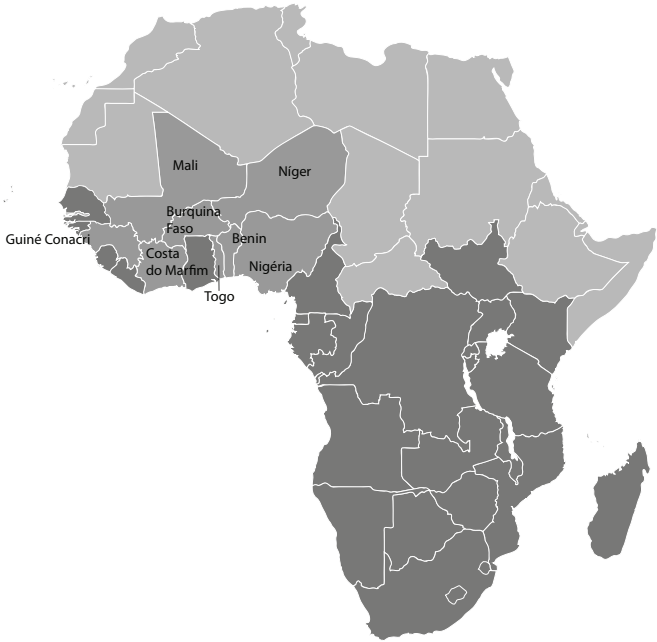 Mali
Níger
Burquina
Faso
Guiné Conacri
Benin
Costa
do Marfim
Nigéria
Togo